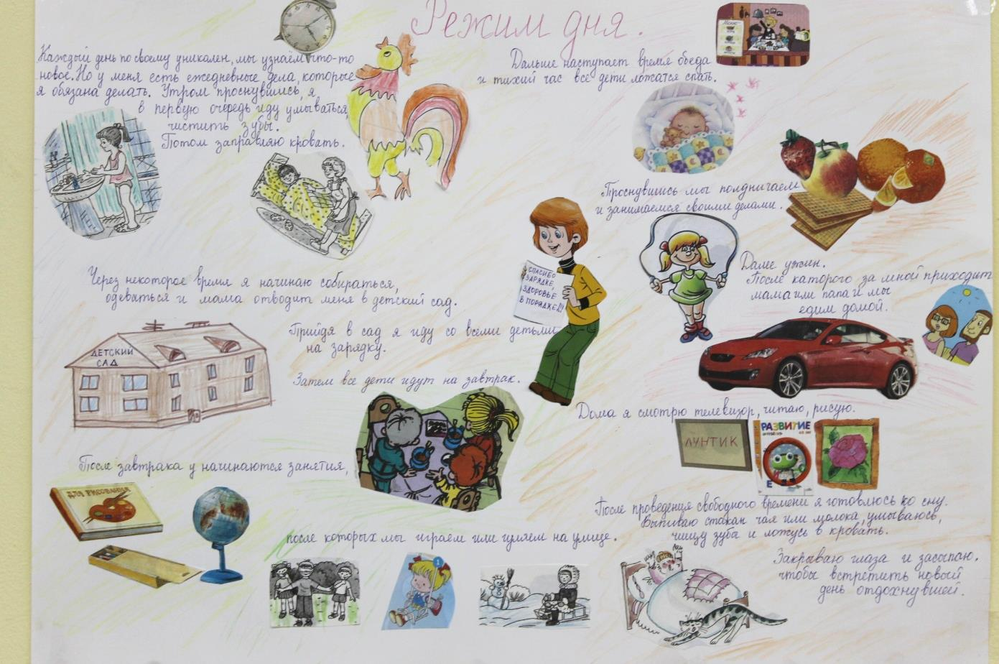 Режим дня.
Каждый день по своему уникален, мы узнаём что-то
новое. Но у меня есть ежедневные дела, которые
я обязана делать. Утром проснувшись, я
в первую очередь иду умываться,
чистить зубы.
Потом заправляю кровать.
Через некоторое время я начинаю собираться,
одеваться и мама отводит меня в детский сад.
ДЕТСКИЙ
САД
Прийдя в сад я иду со всеми детьми
на зарядку.
СПАСИБО
ЗАРЯДКЕ,
ЗДОРОВЬЕ
В ПОРЯДКЕ!!
Затем все дети идут на завтрак.
После завтрака у начинаются занятия,
ДЛЯ РИСОВАНИЯ
после которых мы играем или гуляем на улице.
1
Дальше наступает время обеда
и тихий час все дети ложатся спать.
Меню
Проснувшись мы полдничаем
и занимаемся своими делами.
Далее ужин.
После каторого за мной приходит
мама или папа и мы
едим домой.
Дома я смотрю телевизор, читаю, рисую.
ЛУНТИК
РАЗВИТИЕ
После проведения свободного времени я готовлюсь ко сну.
Выпиваю стакан чая или молока, умываюсь,
чищу зуба и ложусь в кровать.
Закрываю глаза и засыпаю,
чтобы встретить новый
день отдохнувшей.